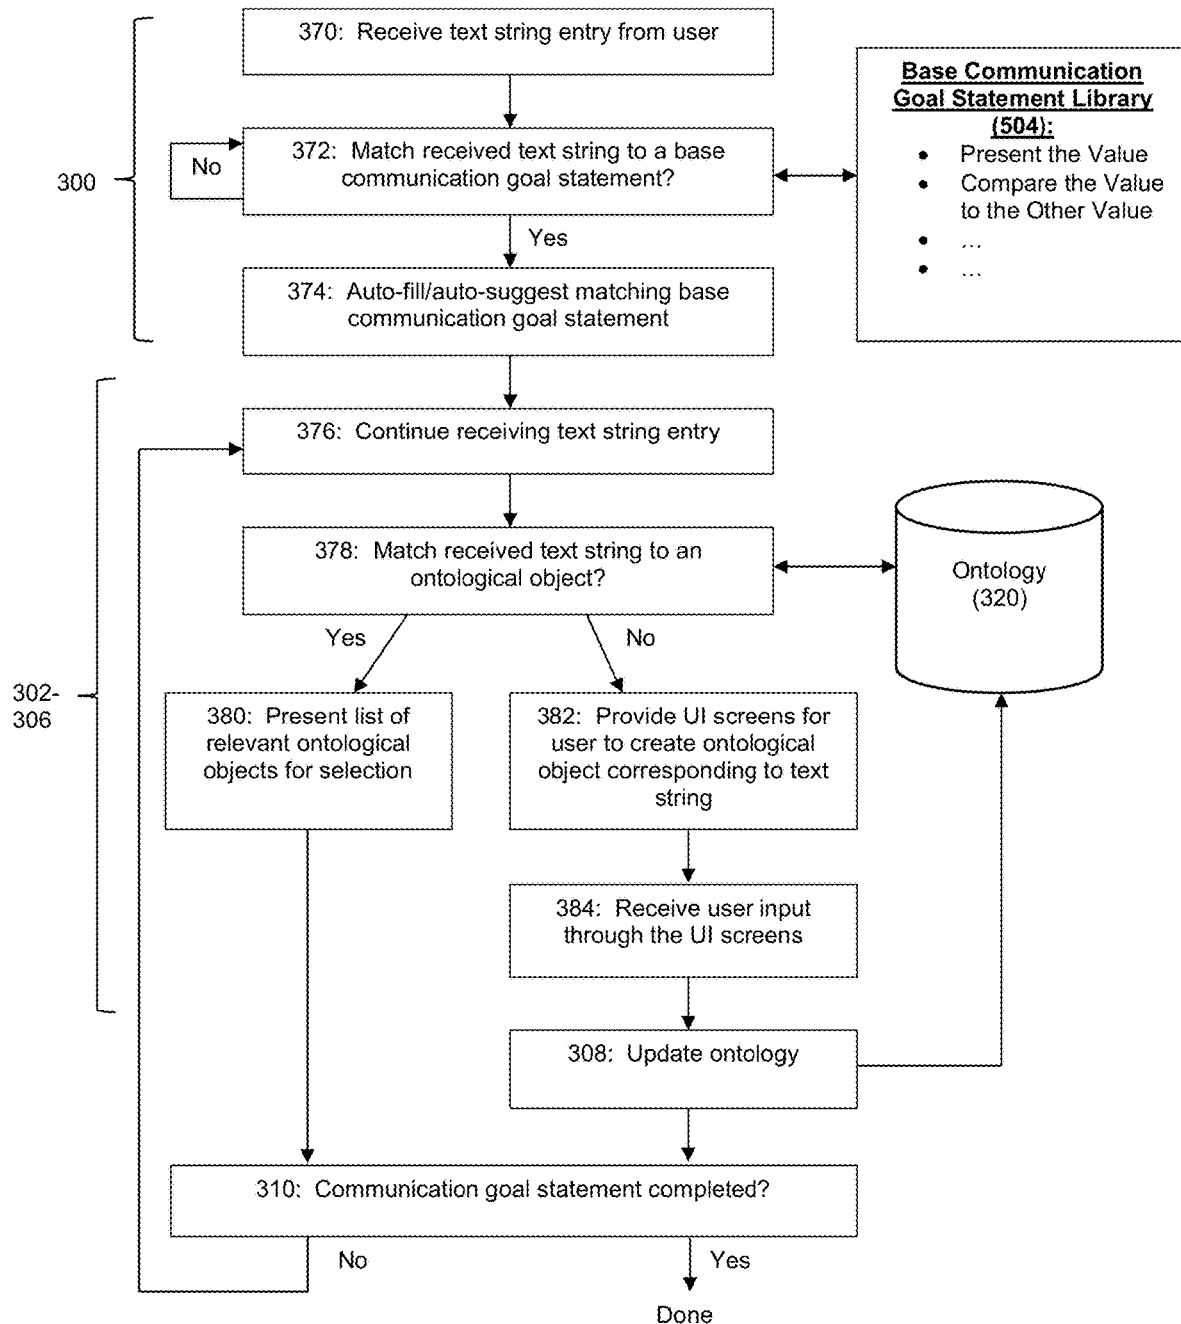 370: Receive text string entry from user
Base Communication
Goal Statement Library
(504):
• Present the Value
• Compare the Value
to the Other Value
• ...
• ...
300
No
372: Match received text string to a base
communication goal statement?
Yes
374: Auto-fill/auto-suggest matching base
communication goal statement
376: Continue receiving text string entry
378: Match received text string to an
ontological object?
Ontology
(320)
Yes
No
302-
306
380: Present list of
relevant ontological
objects for selection
382: Provide UI screens for
user to create ontological
object corresponding to text
string
384: Receive user input
through the UI screens
308: Update ontology
310: Communication goal statement completed?
No
Yes
Done